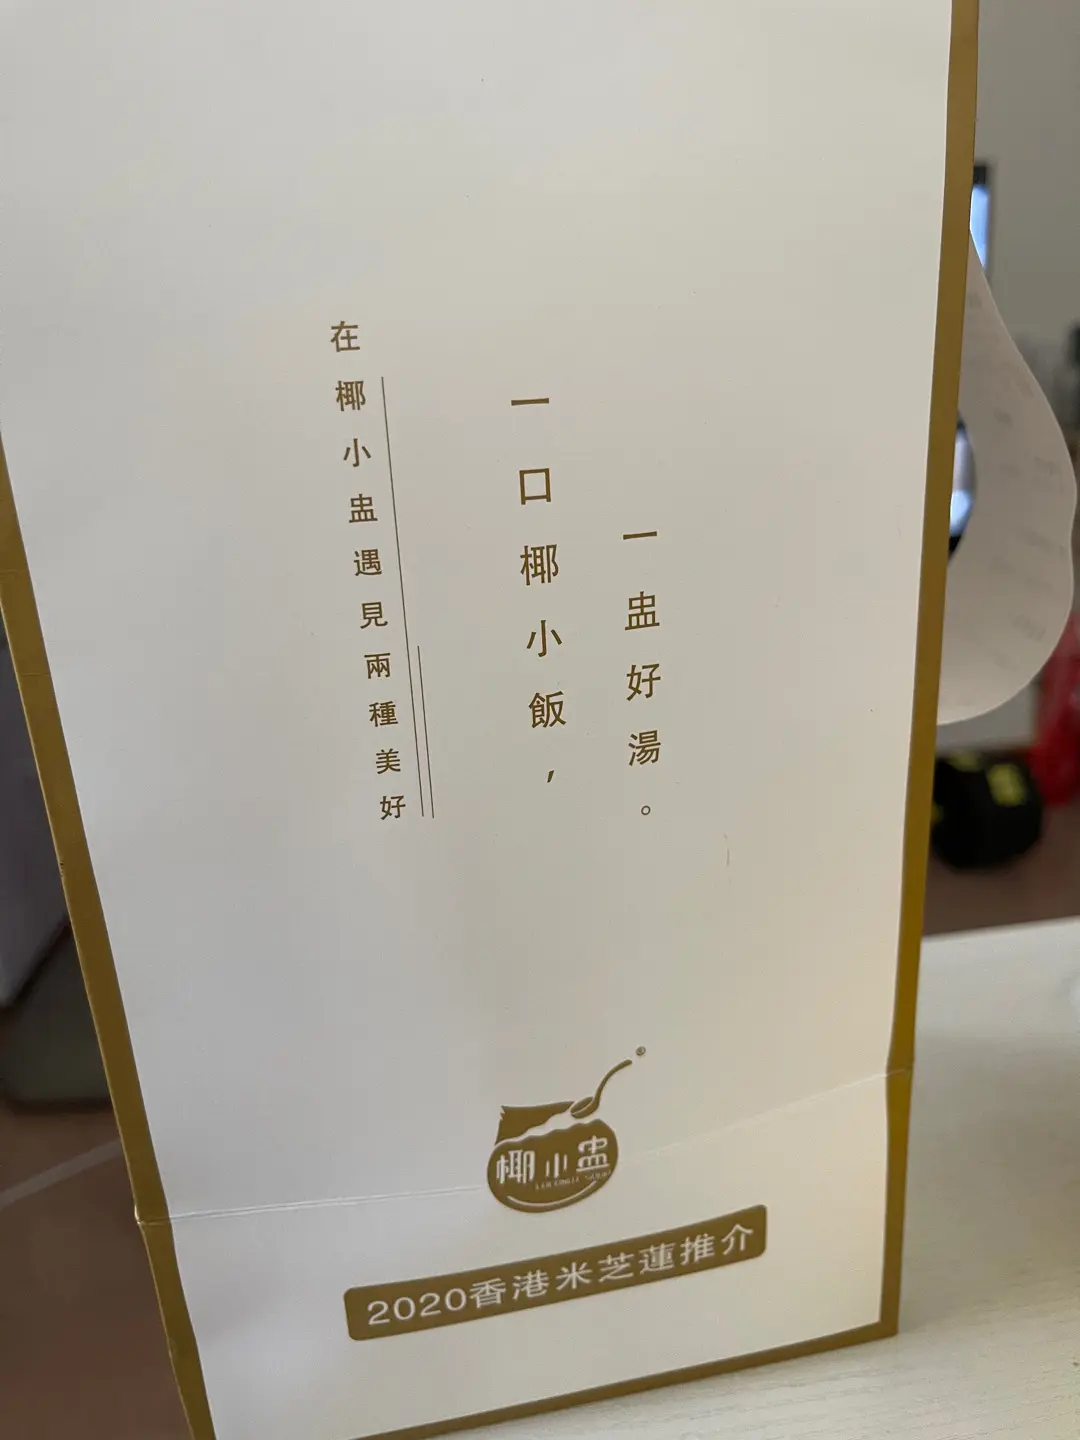 在椰小盅遇見兩種美好
一口椰小飯，
一盅好湯。
椰小盅
2020香港米芝蓮推介